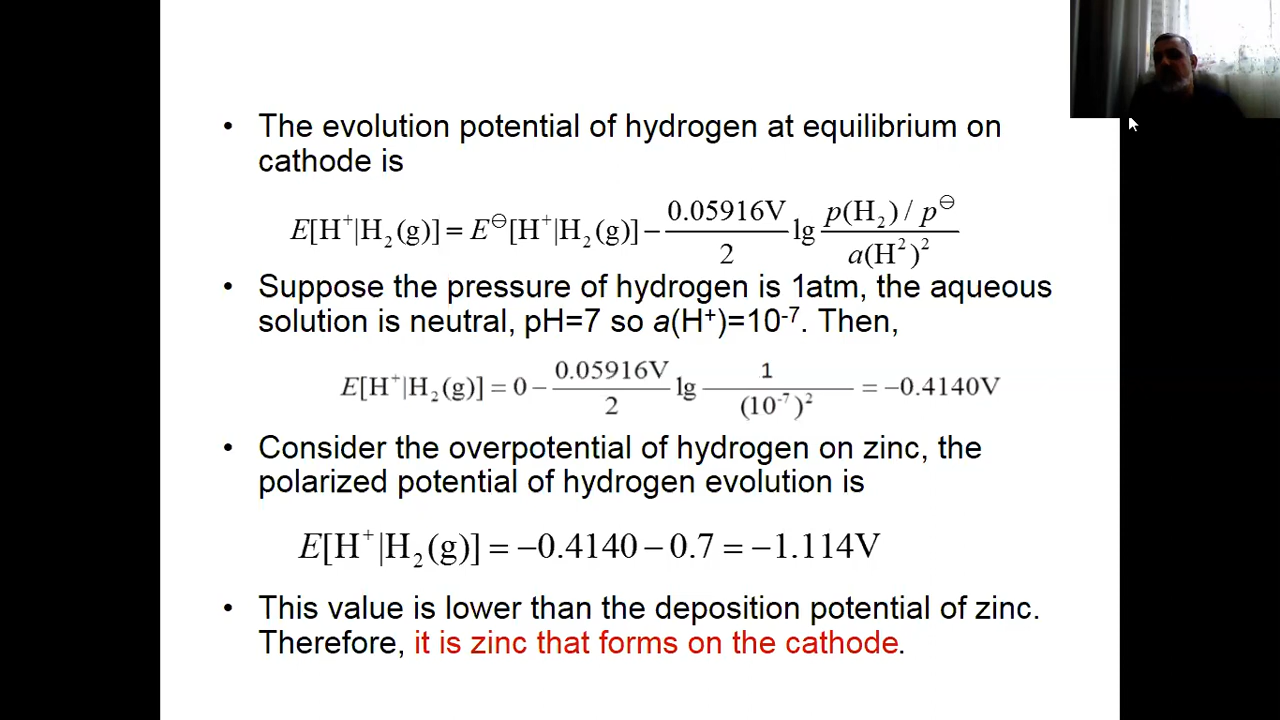 • The evolution potential of hydrogen at equilibrium on
cathode is
E[H⁺|H₂(g)] = E⊖[H⁺|H₂(g)] − 0.05916V/2 lg p(H₂) / p⊖ / a(H²)²
• Suppose the pressure of hydrogen is 1atm, the aqueous
solution is neutral, pH=7 so a(H⁺)=10⁻⁷. Then,
E[H⁺|H₂(g)] = 0 − 0.05916V/2 lg 1/(10⁻⁷)² = −0.4140V
• Consider the overpotential of hydrogen on zinc, the
polarized potential of hydrogen evolution is
E[H⁺|H₂(g)] = −0.4140 − 0.7 = −1.114V
• This value is lower than the deposition potential of zinc.
Therefore, it is zinc that forms on the cathode.